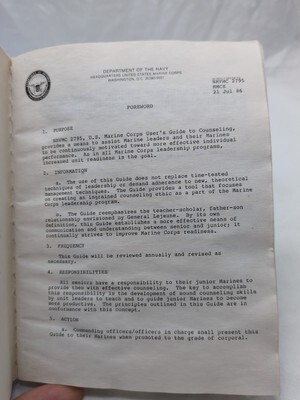 DEPARTMENT OF THE NAVY
HEADQUARTERS UNITED STATES MARINE CORPS
WASHINGTON, D.C. 20380-0001
NAVMC 2795
MMCE
21 Jul 86
FOREWORD
1. PURPOSE
NAVMC 2795, U.S. Marine Corps User's Guide to Counseling,
provides a means to assist Marine leaders and their Marines
to be continuously motivated toward more effective individual
performance. As in all Marine Corps leadership programs,
increased unit readiness is the goal.
2. INFORMATION
a. The use of this Guide does not replace time-tested
techniques of leadership or demand adherence to new, theoretical
management techniques. The Guide provides a tool that focuses
on creating an ingrained counseling ethic as a part of the Marine
Corps leadership program.
b. The Guide reemphasizes the teacher-scholar, father-son
relationship envisioned by General Lejeune. By its own
definition, this Guide establishes a more effective means of
communication and understanding between senior and junior; it
continually strives to improve Marine Corps readiness.
3. FREQUENCY
This Guide will be reviewed annually and revised as
necessary.
4. RESPONSIBILITIES
All seniors have a responsibility to their junior Marines to
provide them with effective counseling. The key to accomplish
this responsibility is the development of sound counseling skills
by unit leaders to teach and to guide junior Marines to become
more productive. The principles outlined in this Guide are in
conformance with this concept.
5. ACTION
a. Commanding officers/officers in charge shall present this
Guide to their Marines when promoted to the grade of corporal.